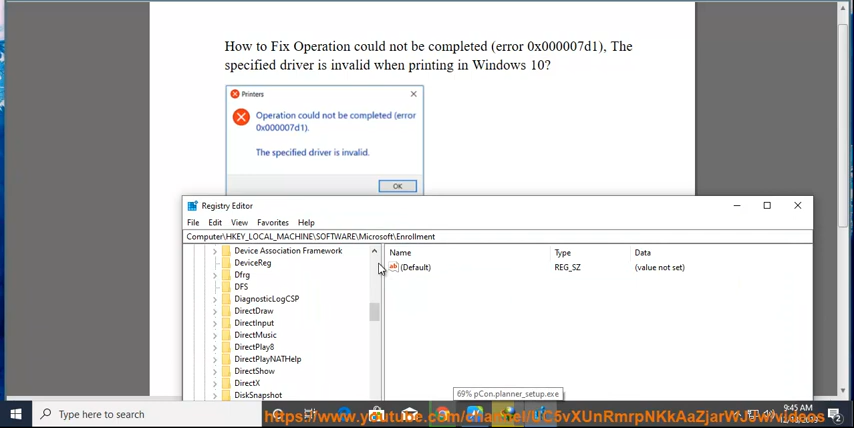 How to Fix Operation could not be completed (error 0x000007d1), The
specified driver is invalid when printing in Windows 10?
Printers
Operation could not be completed (error
0x000007d1).
The specified driver is invalid.
OK
Registry Editor
File Edit View Favorites Help
Computer\HKEY_LOCAL_MACHINE\SOFTWARE\Microsoft\Enrollment
Device Association Framework
DeviceReg
Dfrg
DFS
DiagnosticLogCSP
DirectDraw
DirectInput
DirectMusic
DirectPlay8
DirectPlayNATHelp
DirectShow
DirectX
DiskSnapshot
Name Type Data
ab (Default) REG_SZ (value not set)
69% pCon.planner_setup.exe
Type here to search
9:45 AM
2